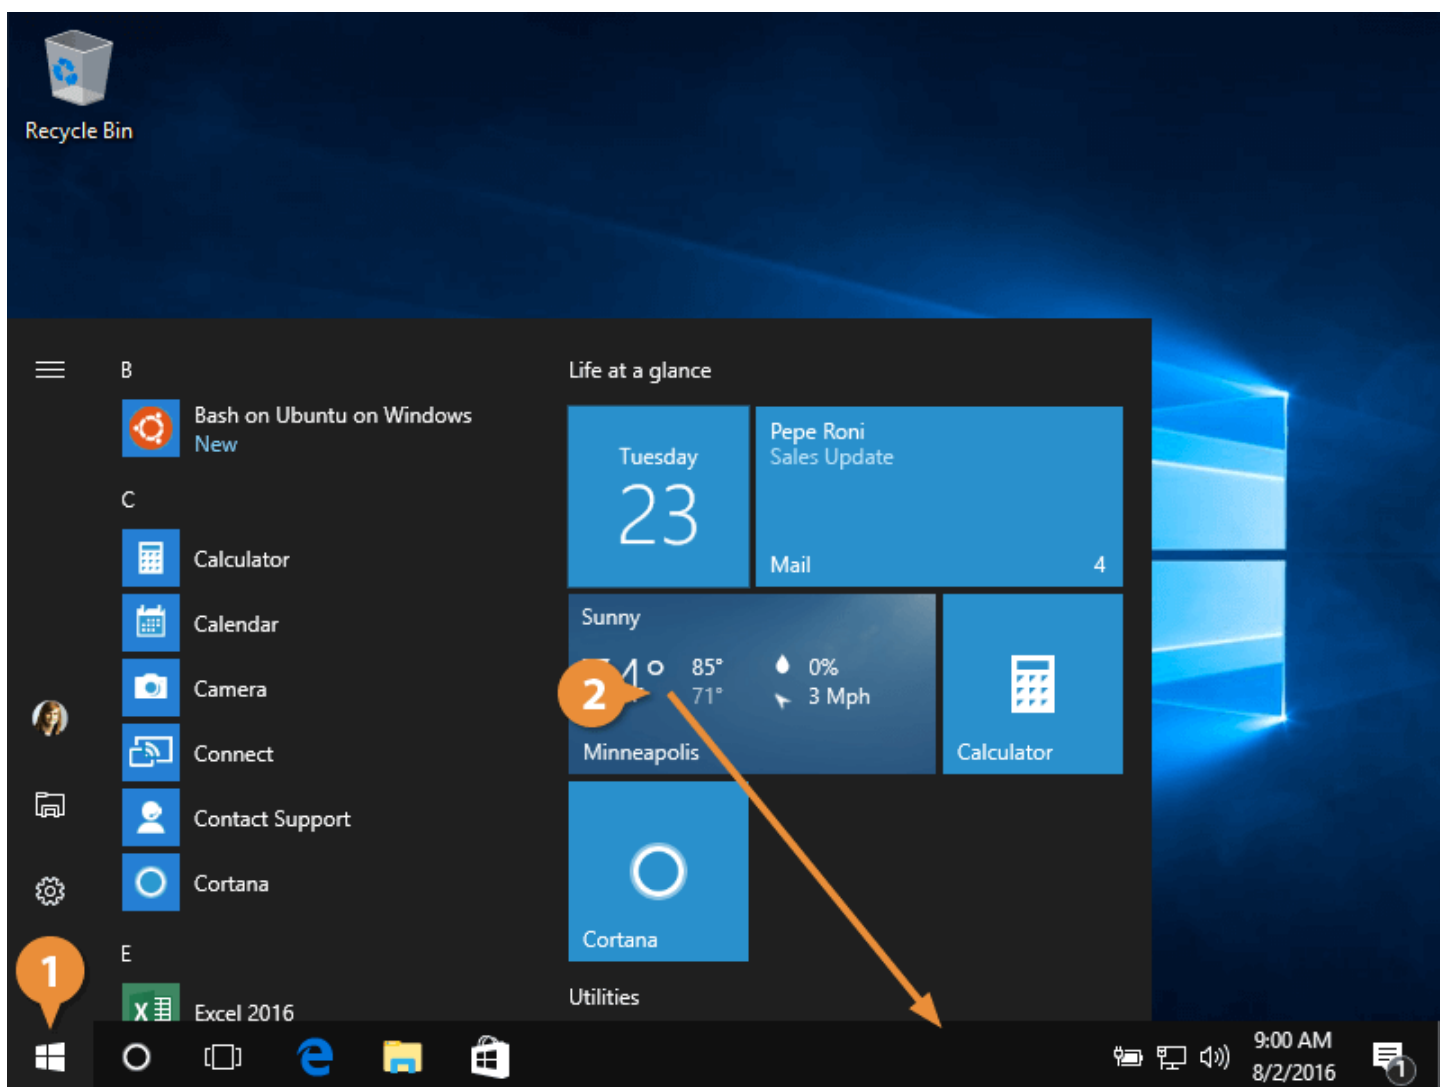 Recycle Bin
B
Bash on Ubuntu on Windows
New
C
Calculator
Calendar
Camera
Connect
Contact Support
Cortana
E
Excel 2016
Life at a glance
Tuesday
23
Pepe Roni
Sales Update
Mail 4
Sunny
85° 0%
71° 3 Mph
Minneapolis
Calculator
Cortana
Utilities
1
2
9:00 AM
8/2/2016
1